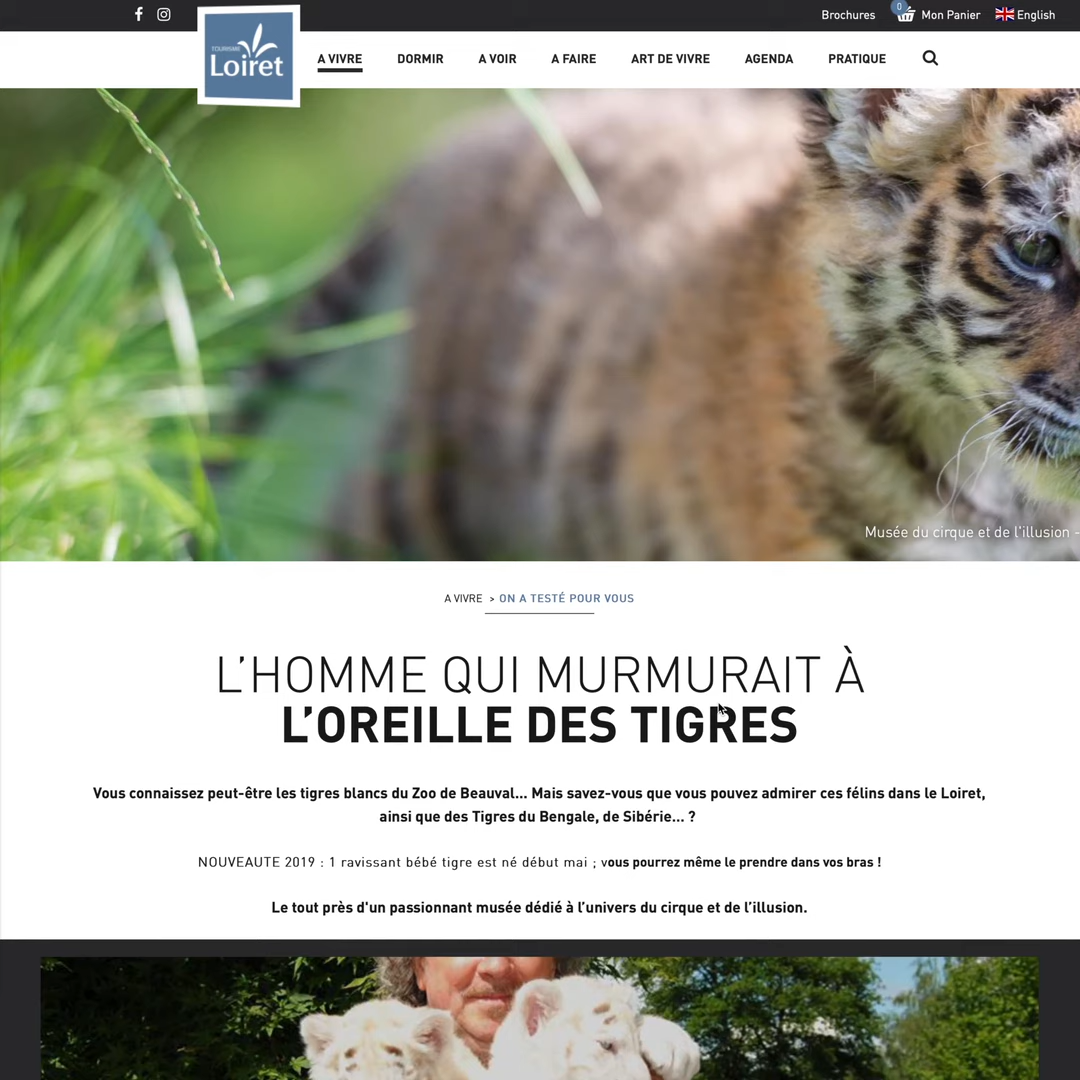 Brochures
0
Mon Panier
English
TOURISME
Loiret
A VIVRE
DORMIR
A VOIR
A FAIRE
ART DE VIVRE
AGENDA
PRATIQUE
Musée du cirque et de l'illusion -
A VIVRE > ON A TESTÉ POUR VOUS
L’HOMME QUI MURMURAIT À
L’OREILLE DES TIGRES
Vous connaissez peut-être les tigres blancs du Zoo de Beauval... Mais savez-vous que vous pouvez admirer ces félins dans le Loiret,
ainsi que des Tigres du Bengale, de Sibérie... ?
NOUVEAUTE 2019 : 1 ravissant bébé tigre est né début mai ; vous pourrez même le prendre dans vos bras !
Le tout près d'un passionnant musée dédié à l’univers du cirque et de l’illusion.